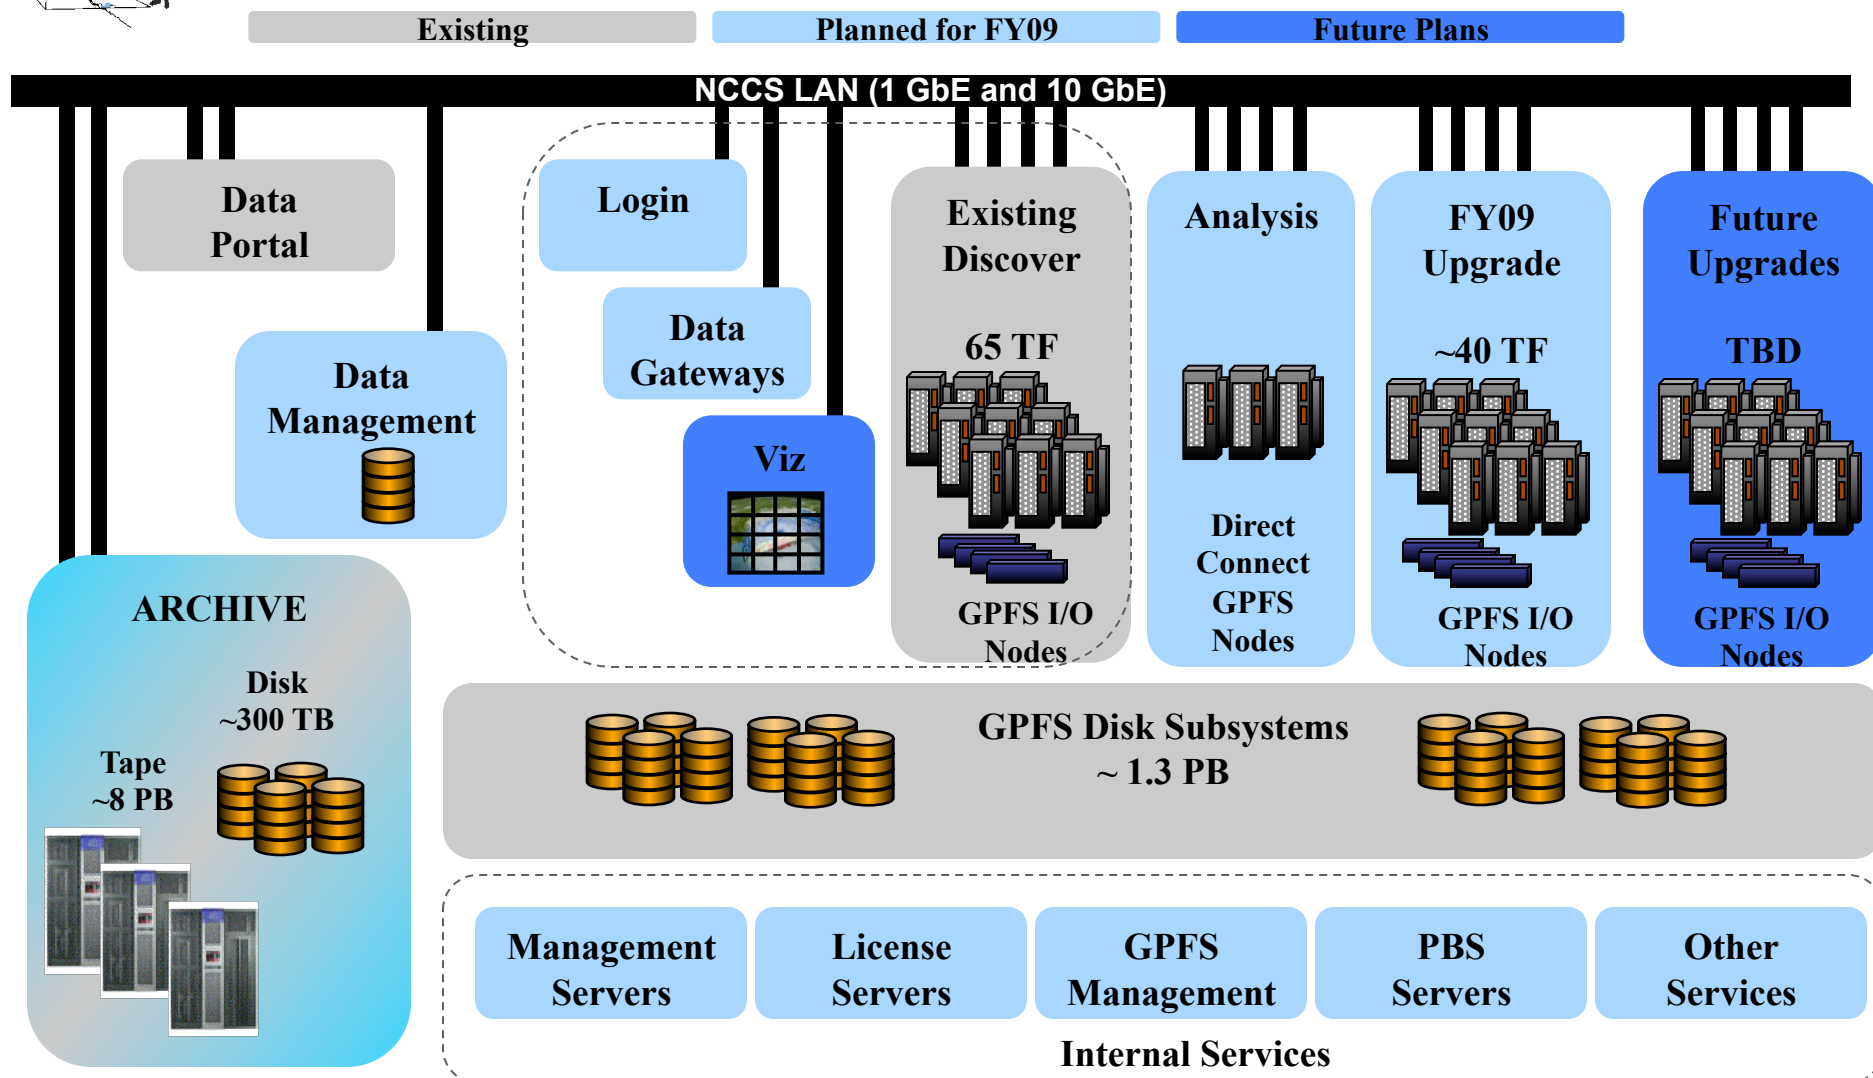 Existing
Planned for FY09
Future Plans
NCCS LAN (1 GbE and 10 GbE)
Data
Portal
Login
Existing
Discover
65 TF
GPFS I/O
Nodes
Analysis
Direct
Connect
GPFS
Nodes
FY09
Upgrade
~40 TF
GPFS I/O
Nodes
Future
Upgrades
TBD
GPFS I/O
Nodes
Data
Gateways
Data
Management
Viz
ARCHIVE
Disk
~300 TB
Tape
~8 PB
GPFS Disk Subsystems
~ 1.3 PB
Management
Servers
License
Servers
GPFS
Management
PBS
Servers
Other
Services
Internal Services